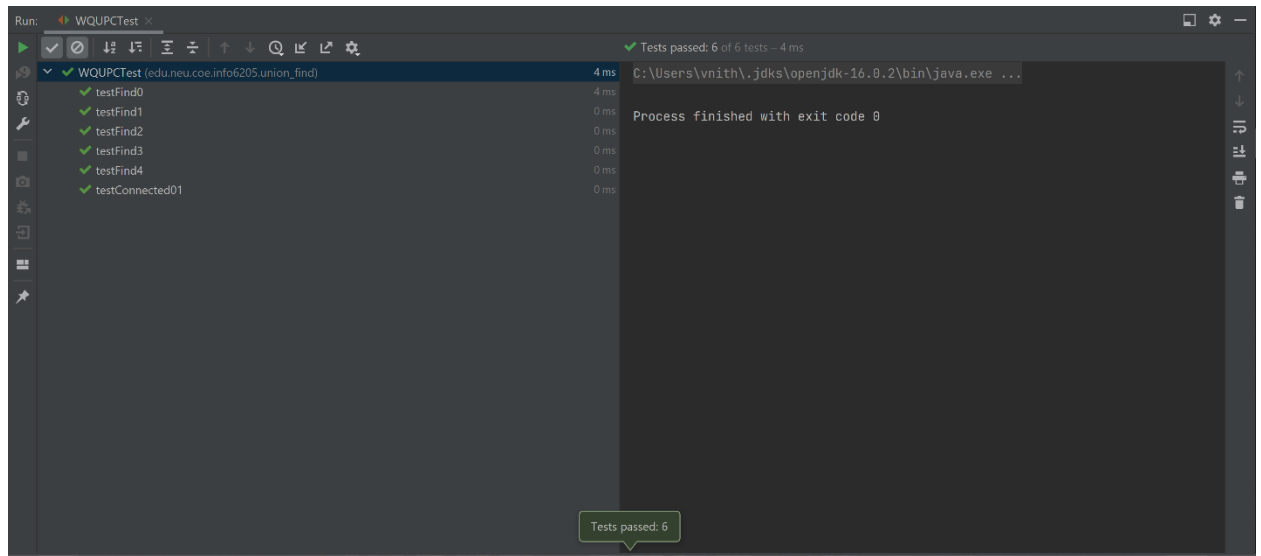 Run: WQUPCTest
Tests passed: 6 of 6 tests – 4 ms
WQUPCTest (edu.neu.coe.info6205.union_find) 4 ms
testFind0 4 ms
testFind1 0 ms
testFind2 0 ms
testFind3 0 ms
testFind4 0 ms
testConnected01 0 ms
C:\Users\vnith\.jdks\openjdk-16.0.2\bin\java.exe ...
Process finished with exit code 0
Tests passed: 6